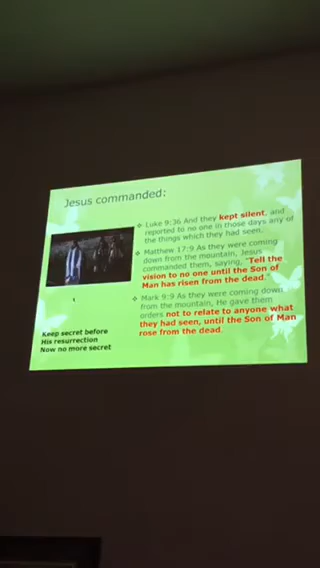 Jesus commanded:
❖ Luke 9:36 And they kept silent, and
reported to no one in those days any of
the things which they had seen.
❖ Matthew 17:9 As they were coming
down from the mountain, Jesus
commanded them, saying, "Tell the
vision to no one until the Son of
Man has risen from the dead."
❖ Mark 9:9 As they were coming down
from the mountain, He gave them
orders not to relate to anyone what
they had seen, until the Son of Man
rose from the dead.
Keep secret before
His resurrection
Now no more secret